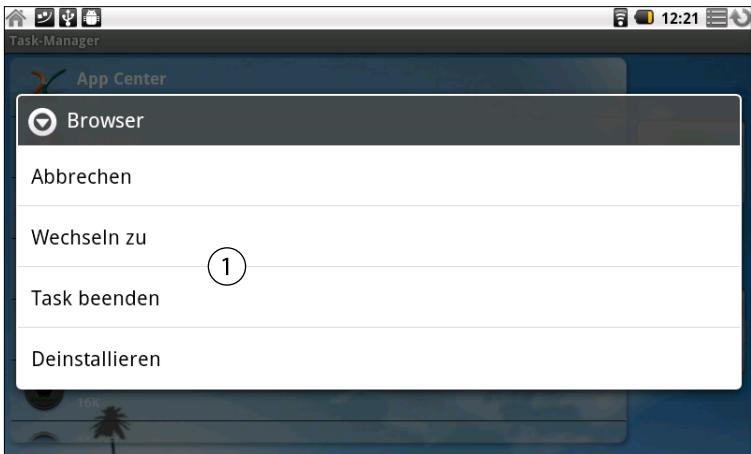 12:21
Task-Manager
App Center
Browser
Abbrechen
Wechseln zu
1
Task beenden
Deinstallieren
16K